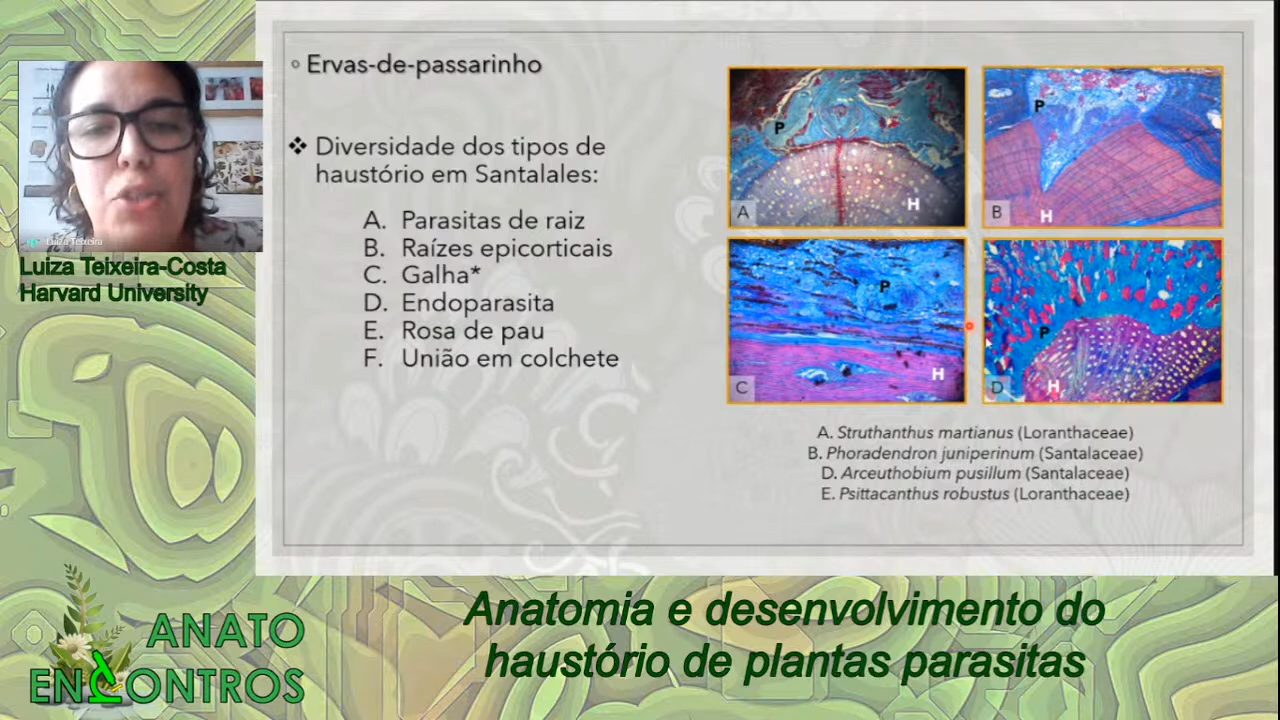 Ervas-de-passarinho
Diversidade dos tipos de
haustório em Santalales:
A. Parasitas de raiz
B. Raízes epicorticais
C. Galha*
D. Endoparasita
E. Rosa de pau
F. União em colchete
P
H
A
P
H
B
P
H
C
P
H
D
A. Struthanthus martianus (Loranthaceae)
B. Phoradendron juniperinum (Santalaceae)
D. Arceuthobium pusillum (Santalaceae)
E. Psittacanthus robustus (Loranthaceae)
Luiza Teixeira
Luiza Teixeira-Costa
Harvard University
ANATO
ENCONTROS
Anatomia e desenvolvimento do
haustório de plantas parasitas